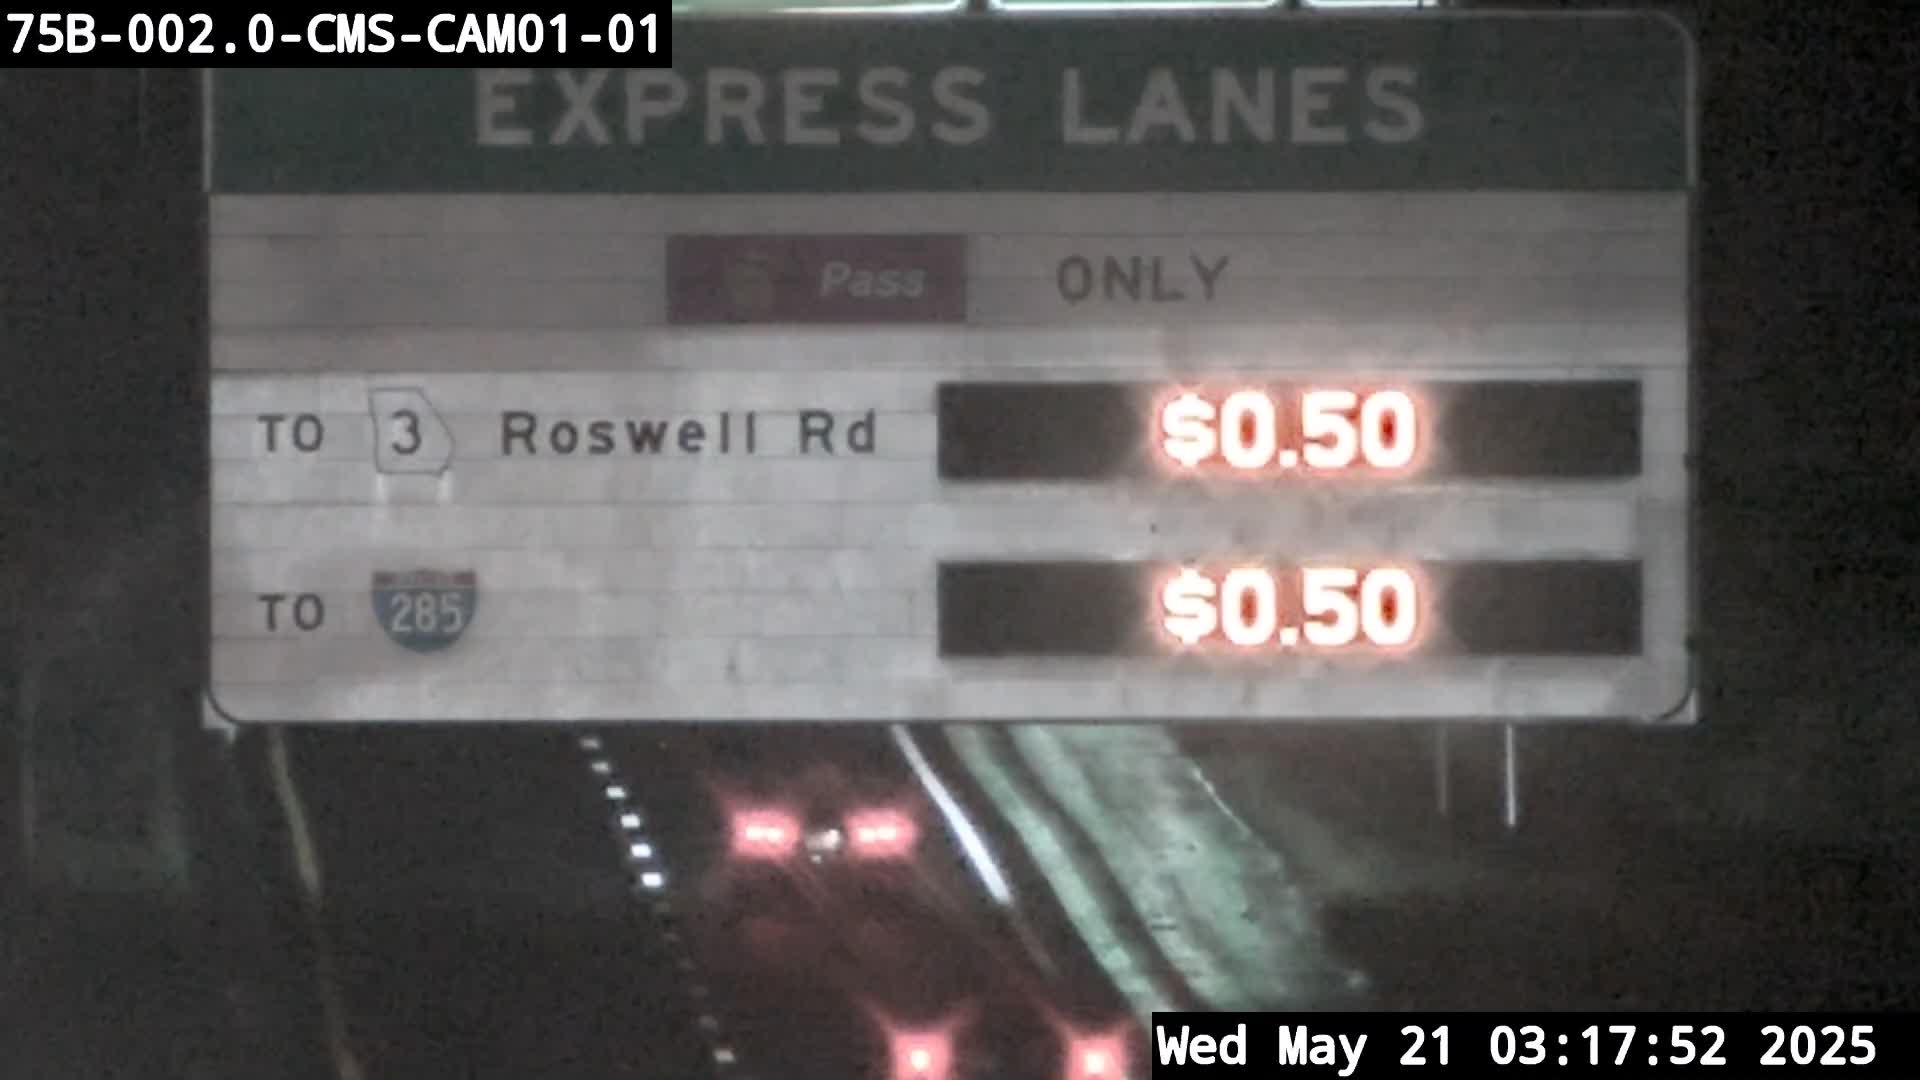 75B-002.0-CMS-CAM01-01
EXPRESS LANES
Pass ONLY
TO 3 Roswell Rd $0.50
TO 285 $0.50
Wed May 21 03:17:52 2025